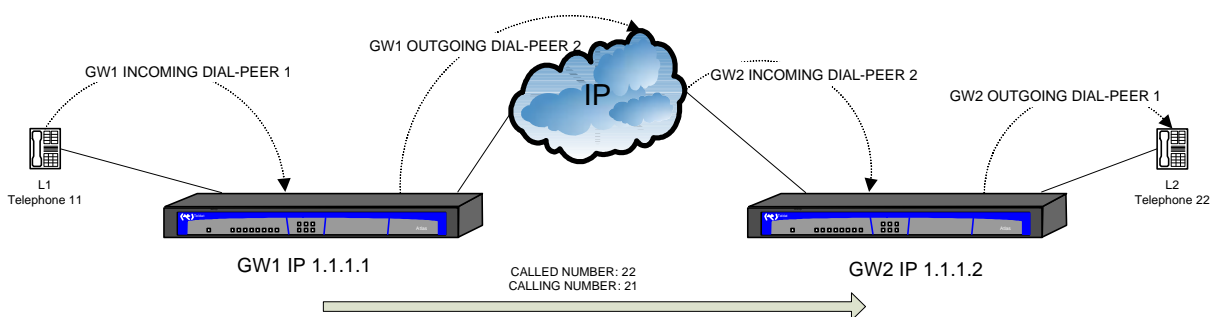 GW1 OUTGOING DIAL-PEER 2
GW1 INCOMING DIAL-PEER 1
GW2 INCOMING DIAL-PEER 2
IP
GW2 OUTGOING DIAL-PEER 1
L1
Telephone 11
L2
Telephone 22
GW1 IP 1.1.1.1
GW2 IP 1.1.1.2
CALLED NUMBER: 22
CALLING NUMBER: 21